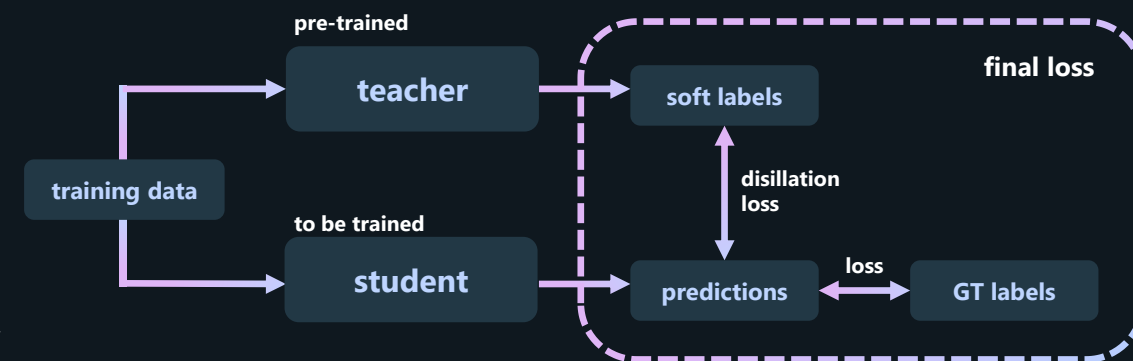 pre-trained
teacher
final loss
soft labels
training data
disillation
loss
to be trained
student
loss
predictions
GT labels